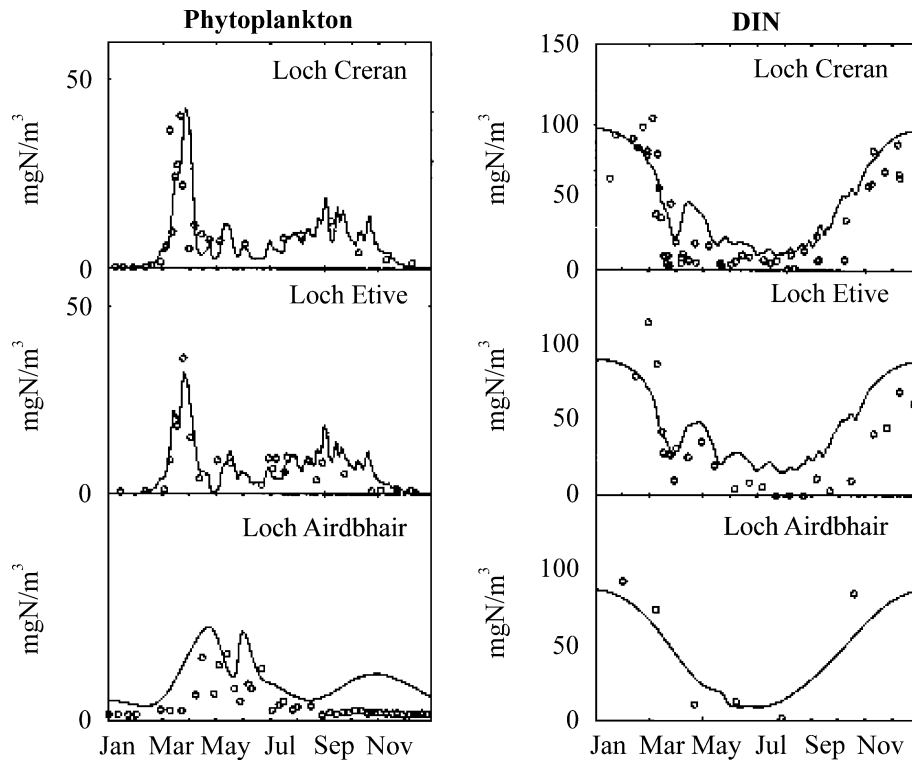 Phytoplankton
DIN
Loch Creran
50
0
mgN/m³
Loch Creran
150
100
50
0
mgN/m³
Loch Etive
50
0
mgN/m³
Loch Etive
100
50
0
mgN/m³
Loch Airdbhair
0
mgN/m³
Loch Airdbhair
100
50
0
mgN/m³
Jan Mar May Jul Sep Nov
Jan Mar May Jul Sep Nov